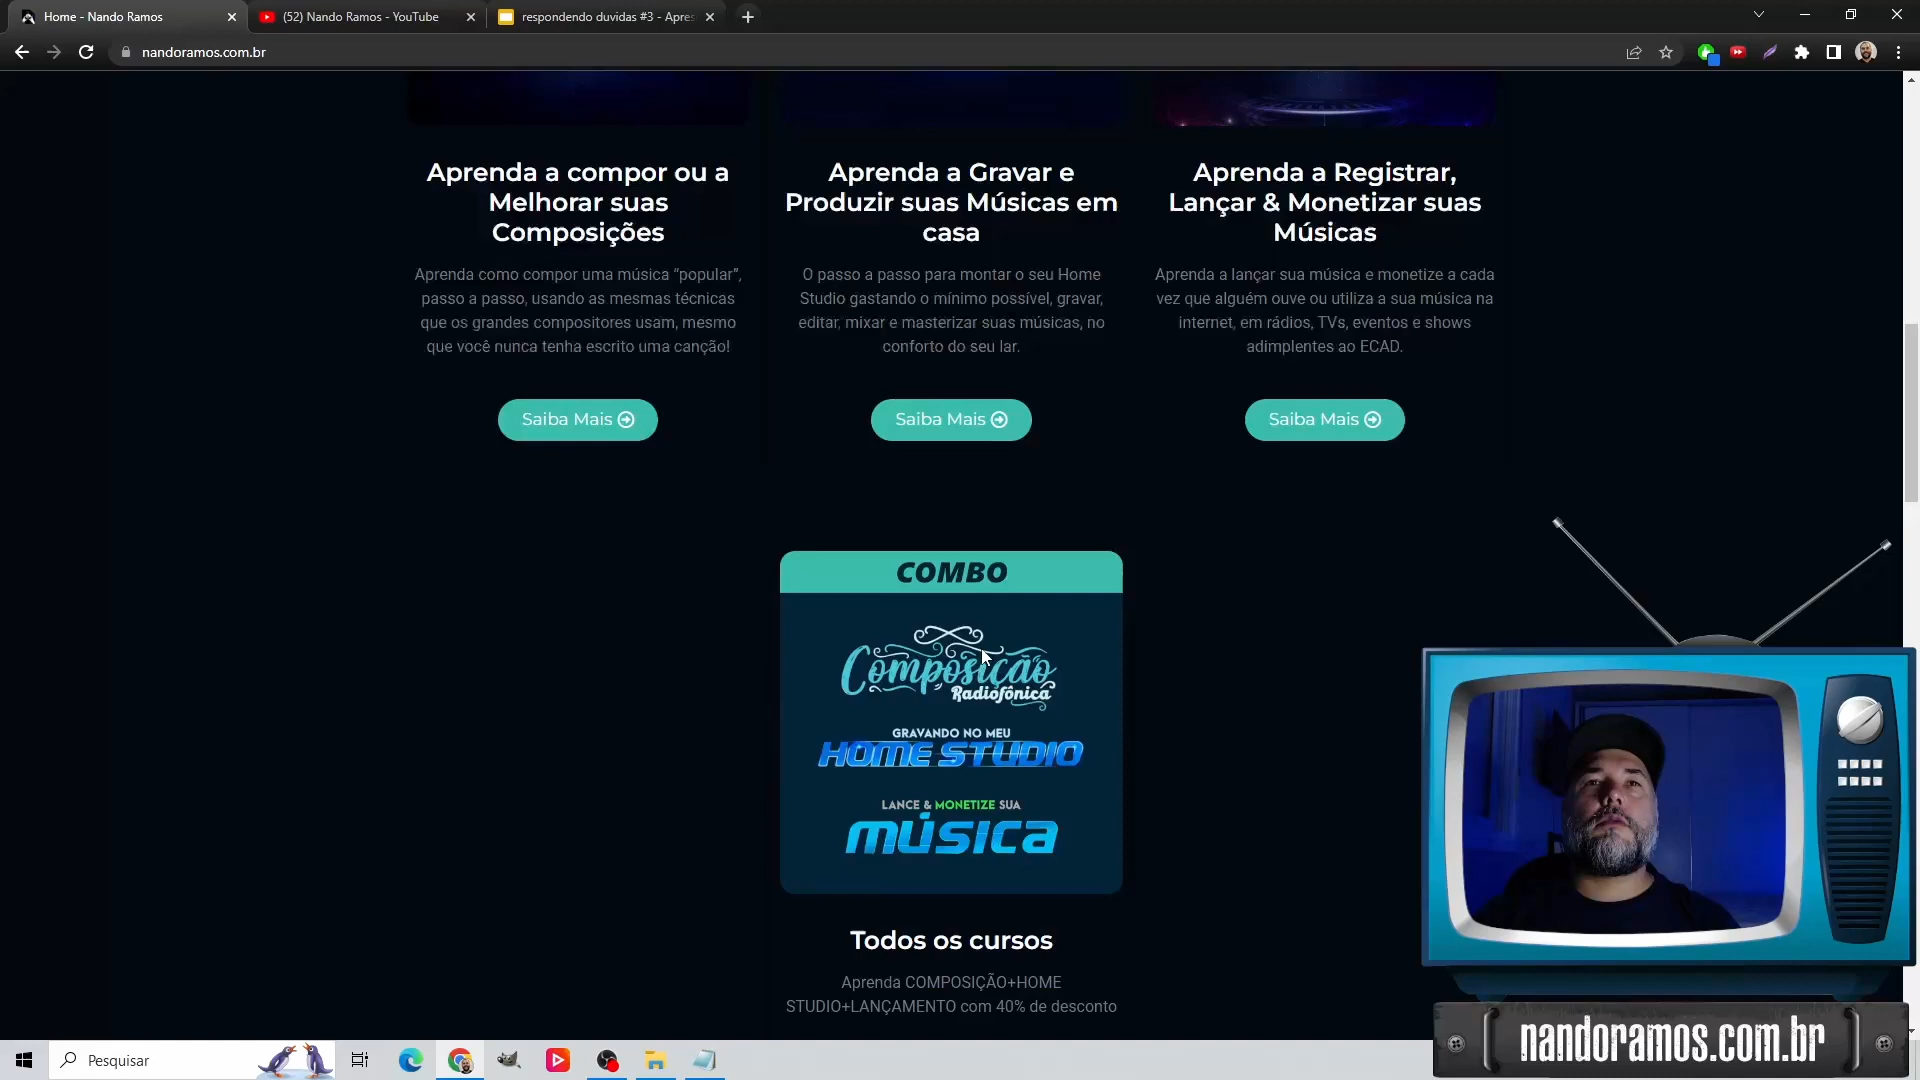 Home - Nando Ramos
(52) Nando Ramos - YouTube
respondendo duvidas #3 - Apres
nandoramos.com.br
Aprenda a compor ou a
Melhorar suas
Composições
Aprenda como compor uma música “popular”,
passo a passo, usando as mesmas técnicas
que os grandes compositores usam, mesmo
que você nunca tenha escrito uma canção!
Saiba Mais
Aprenda a Gravar e
Produzir suas Músicas em
casa
O passo a passo para montar o seu Home
Studio gastando o mínimo possível, gravar,
editar, mixar e masterizar suas músicas, no
conforto do seu lar.
Saiba Mais
Aprenda a Registrar,
Lançar & Monetizar suas
Músicas
Aprenda a lançar sua música e monetize a cada
vez que alguém ouve ou utiliza a sua música na
internet, em rádios, TVs, eventos e shows
adimplentes ao ECAD.
Saiba Mais
COMBO
Composição
Radiofônica
GRAVANDO NO MEU
HOME STUDIO
LANCE & MONETIZE SUA
música
Todos os cursos
Aprenda COMPOSIÇÃO+HOME
STUDIO+LANÇAMENTO com 40% de desconto
nandoramos.com.br
Pesquisar